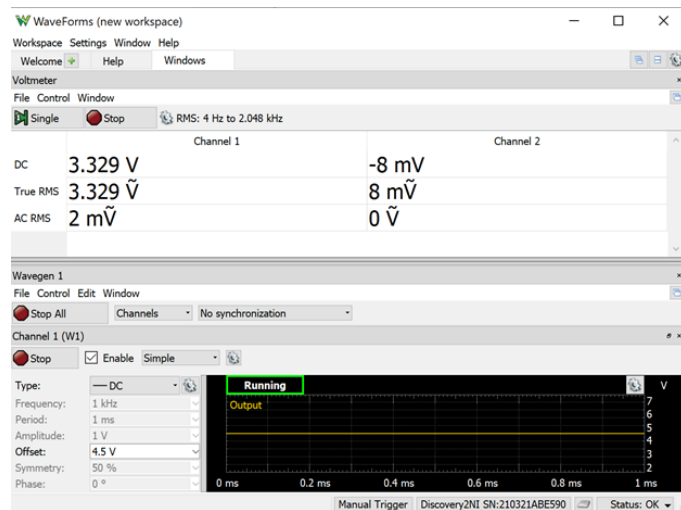 WaveForms (new workspace)
Workspace Settings Window Help
Welcome Help Windows
Voltmeter
File Control Window
Single Stop RMS: 4 Hz to 2.048 kHz
Channel 1 Channel 2
DC 3.329 V -8 mV
True RMS 3.329 Ṽ 8 mṼ
AC RMS 2 mṼ 0 Ṽ
Wavegen 1
File Control Edit Window
Stop All Channels No synchronization
Channel 1 (W1)
Stop Enable Simple
Type: DC Running V
Frequency: 1 kHz Output 7
6
Period: 1 ms
Amplitude: 1 V 5
4
Offset: 4.5 V 3
Symmetry: 50 % 2
Phase: 0 ° 0 ms 0.2 ms 0.4 ms 0.6 ms 0.8 ms 1 ms
Manual Trigger Discovery2NI SN:210321ABE590 Status: OK